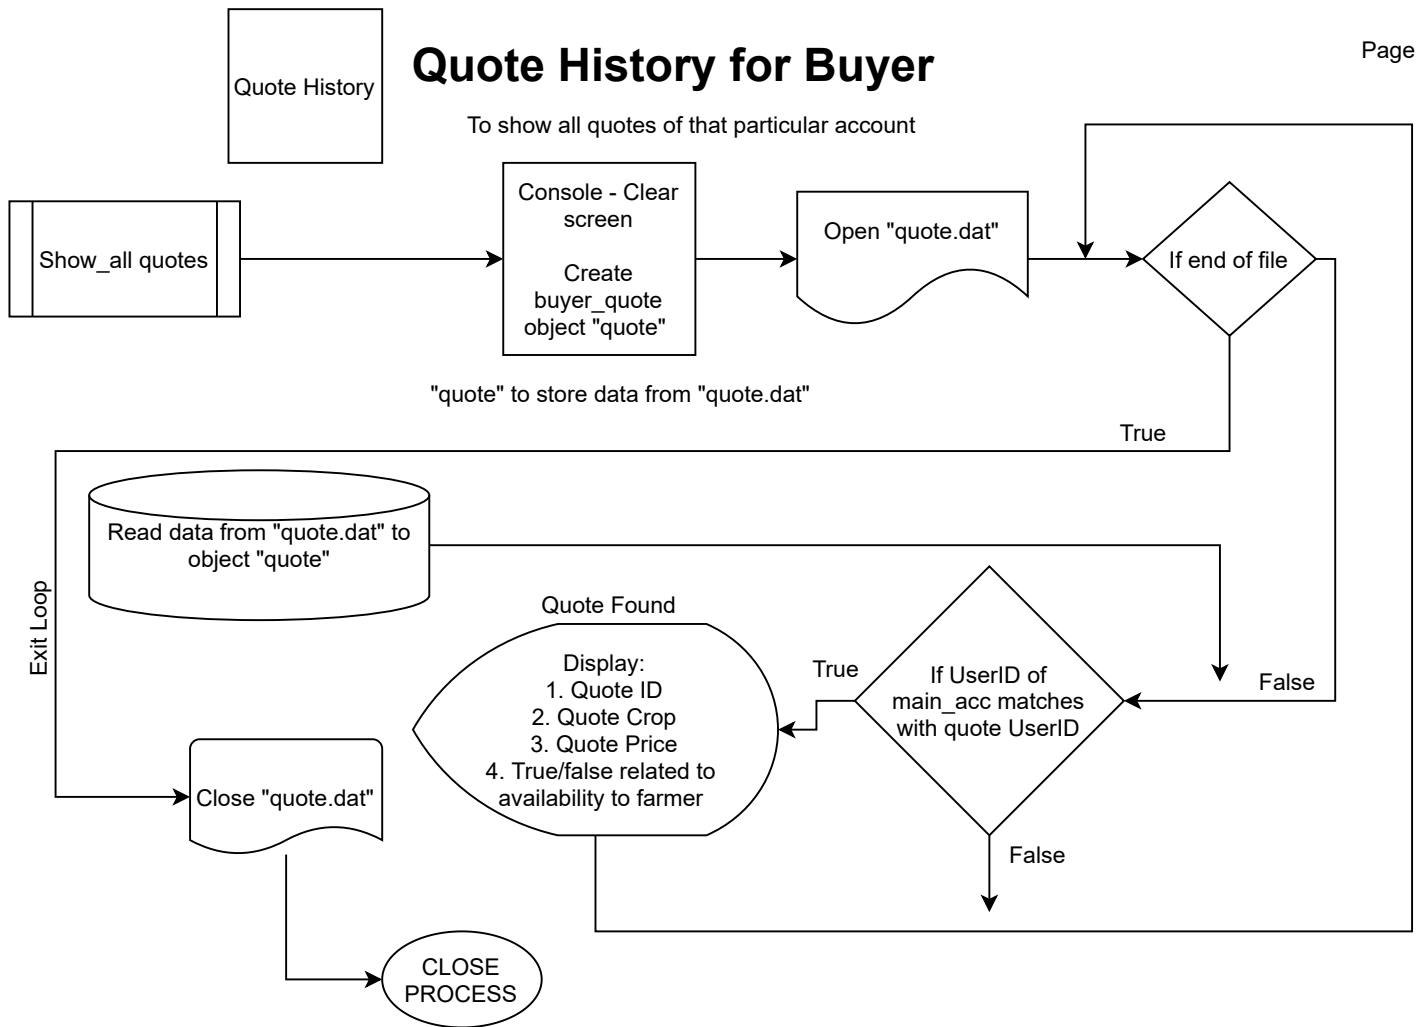 Quote History
Quote History for Buyer
Page
To show all quotes of that particular account
Show_all quotes
Console - Clear
screen
Create
buyer_quote
object "quote"
Open "quote.dat"
If end of file
"quote" to store data from "quote.dat"
True
Read data from "quote.dat" to
object "quote"
Exit Loop
Quote Found
Display:
1. Quote ID
2. Quote Crop
3. Quote Price
4. True/false related to
availability to farmer
True
If UserID of
main_acc matches
with quote UserID
False
Close "quote.dat"
False
CLOSE
PROCESS